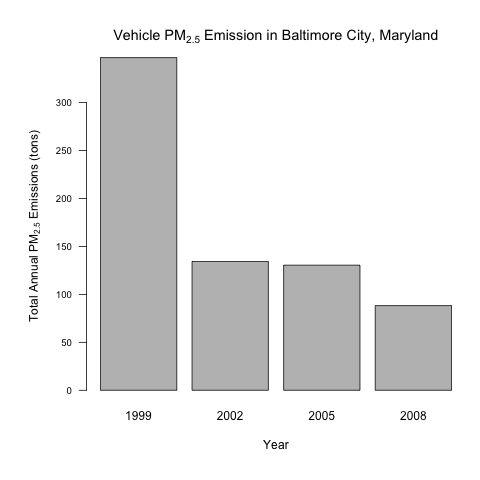 Vehicle PM2.5 Emission in Baltimore City, Maryland
Total Annual PM2.5 Emissions (tons)
300
250
200
150
100
50
0
1999 2002 2005 2008
Year